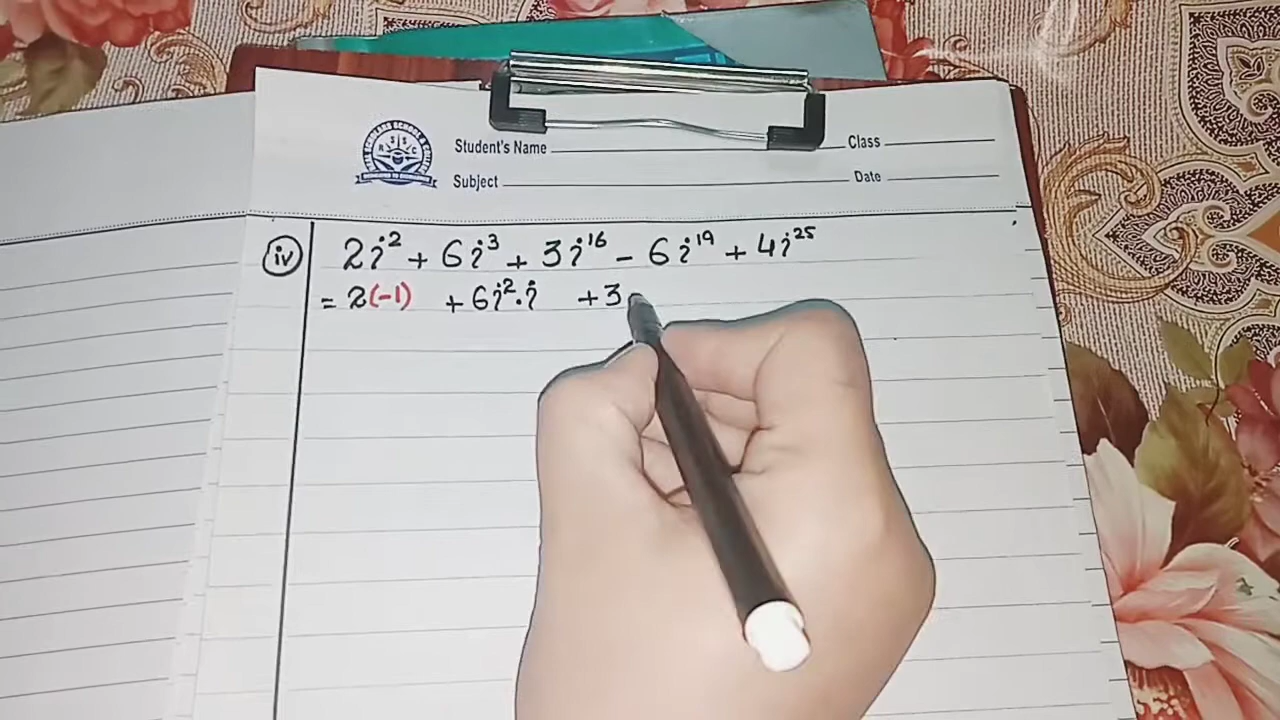 Student's Name Class
Subject Date
iv 2i² + 6i³ + 3i¹⁶ - 6i¹⁹ + 4i²⁵
= 2(-1) + 6i².i + 3